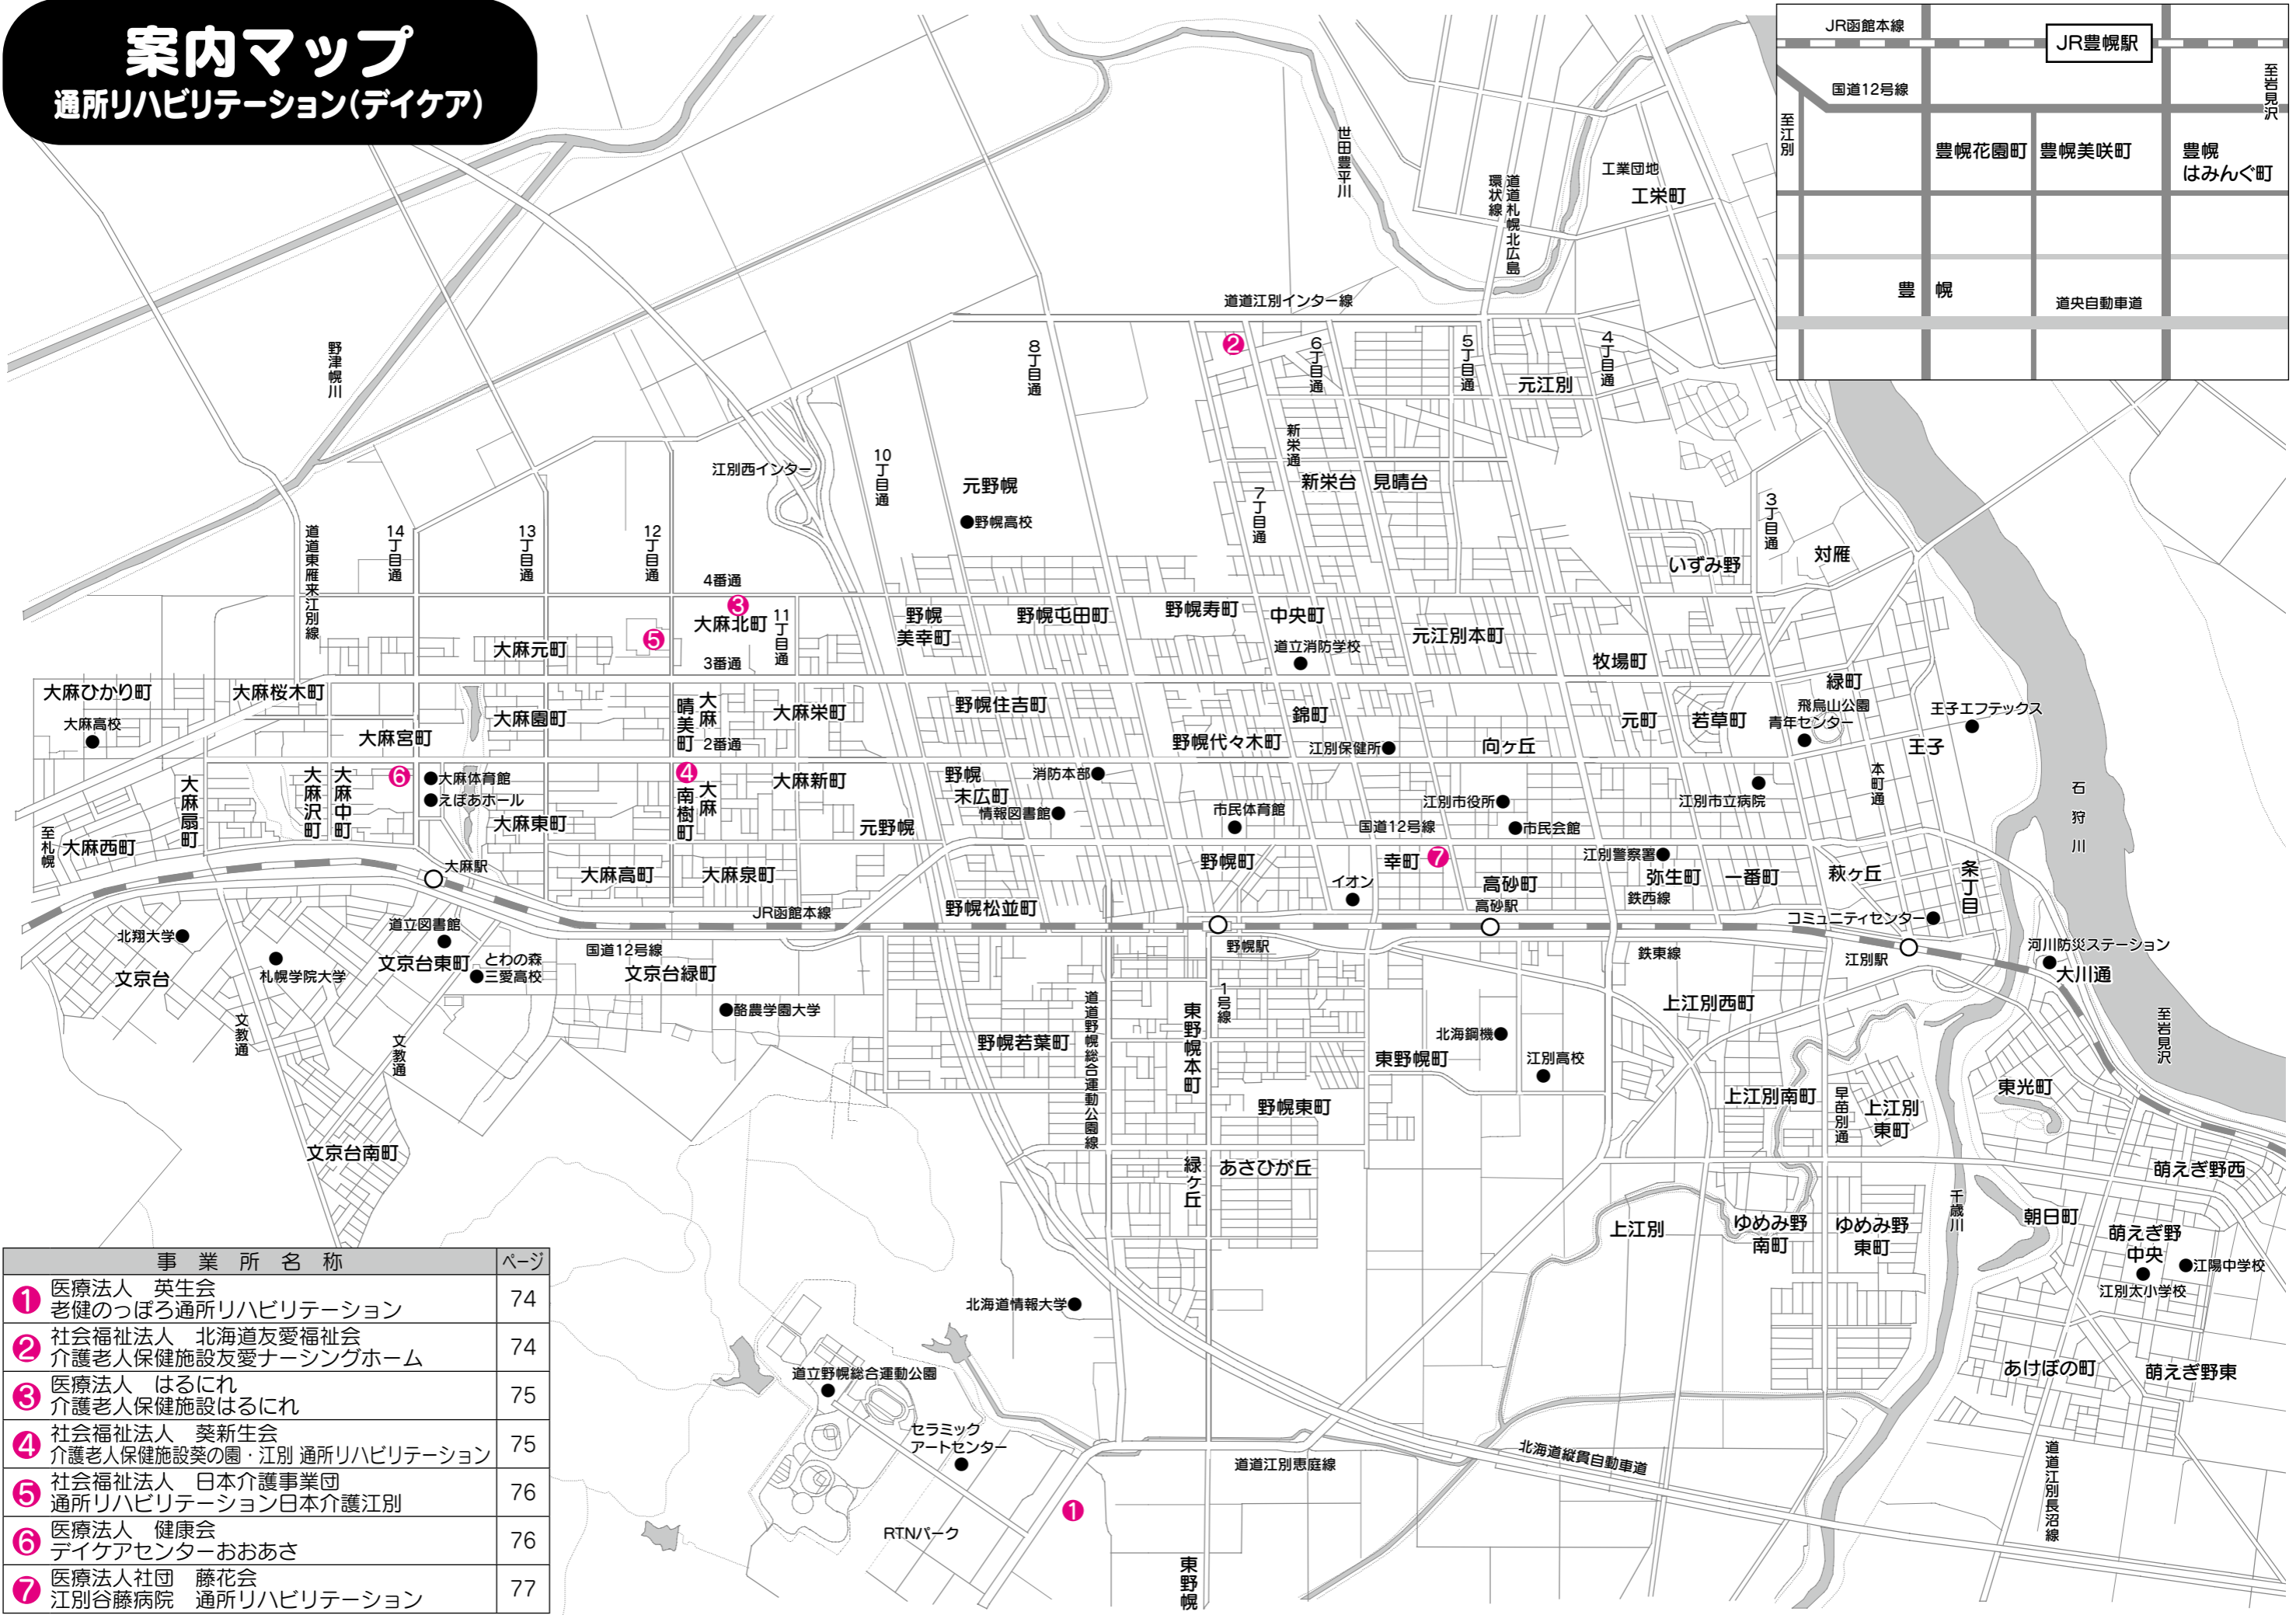 案内マップ
通所リハビリテーション(デイケア)
JR函館本線
JR豊幌駅
国道12号線
至岩見沢
至江別
豊幌花園町
豊幌美咲町
豊幌
はみんぐ町
豊幌
道央自動車道
世田豊平川
道道札幌北広島
環状線
工業団地
工栄町
道道江別インター線
野津幌川
8丁目通
❷
6丁目通
5丁目通
4丁目通
元江別
新栄通
江別西インター
10丁目通
元野幌
●野幌高校
新栄台
見晴台
7丁目通
3丁目通
道道東雁来江別線
14丁目通
13丁目通
12丁目通
いずみ野
対雁
4番通
❸
大麻北町
11丁目通
❺
大麻元町
3番通
野幌
美幸町
野幌屯田町
野幌寿町
中央町
道立消防学校
元江別本町
牧場町
緑町
大麻ひかり町
大麻高校
大麻桜木町
大麻園町
大麻晴美町
大麻栄町
野幌住吉町
錦町
元町
若草町
飛鳥山公園
青年センター
王子エフテックス
大麻宮町
2番通
野幌代々木町
江別保健所●
向ヶ丘
王子
大麻扇町
大麻沢町
大麻中町
❻
●大麻体育館
●えぽあホール
大麻東町
❹
大麻南樹町
大麻新町
野幌
末広町
消防本部●
情報図書館●
市民体育館
江別市役所●
●市民会館
江別市立病院
本町通
石狩川
至札幌
大麻西町
大麻駅
大麻高町
大麻泉町
元野幌
野幌町
国道12号線
幸町
❼
江別警察署●
弥生町
一番町
萩ヶ丘
条丁目
イオン
高砂町
高砂駅
鉄西線
野幌松並町
JR函館本線
コミュニティセンター●
北翔大学●
道立図書館
文京台
札幌学院大学
文京台東町
とわの森
●三愛高校
国道12号線
文京台緑町
●酪農学園大学
野幌駅
鉄東線
江別駅
河川防災ステーション
大川通
至岩見沢
文教通
文教通
道道野幌総合運動公園線
野幌若葉町
東野幌本町
1号線
北海鋼機●
東野幌町
江別高校
上江別西町
野幌東町
上江別南町
早苗別通
上江別
東町
東光町
文京台南町
緑ヶ丘
あさひが丘
萌えぎ野西
千歳川
上江別
ゆめみ野
南町
ゆめみ野
東町
朝日町
萌えぎ野
中央
●江陽中学校
江別太小学校
北海道情報大学●
道立野幌総合運動公園
セラミック
アートセンター
あけぼの町
萌えぎ野東
道道江別恵庭線
北海道縦貫自動車道
道道江別長沼線
❶
RTNパーク
東野幌
事業所名称 ページ
❶ 医療法人 英生会
老健のっぽろ通所リハビリテーション 74
❷ 社会福祉法人 北海道友愛福祉会
介護老人保健施設友愛ナーシングホーム 74
❸ 医療法人 はるにれ
介護老人保健施設はるにれ 75
❹ 社会福祉法人 葵新生会
介護老人保健施設葵の園・江別 通所リハビリテーション 75
❺ 社会福祉法人 日本介護事業団
通所リハビリテーション日本介護江別 76
❻ 医療法人 健康会
デイケアセンターおおあさ 76
❼ 医療法人社団 藤花会
江別谷藤病院 通所リハビリテーション 77